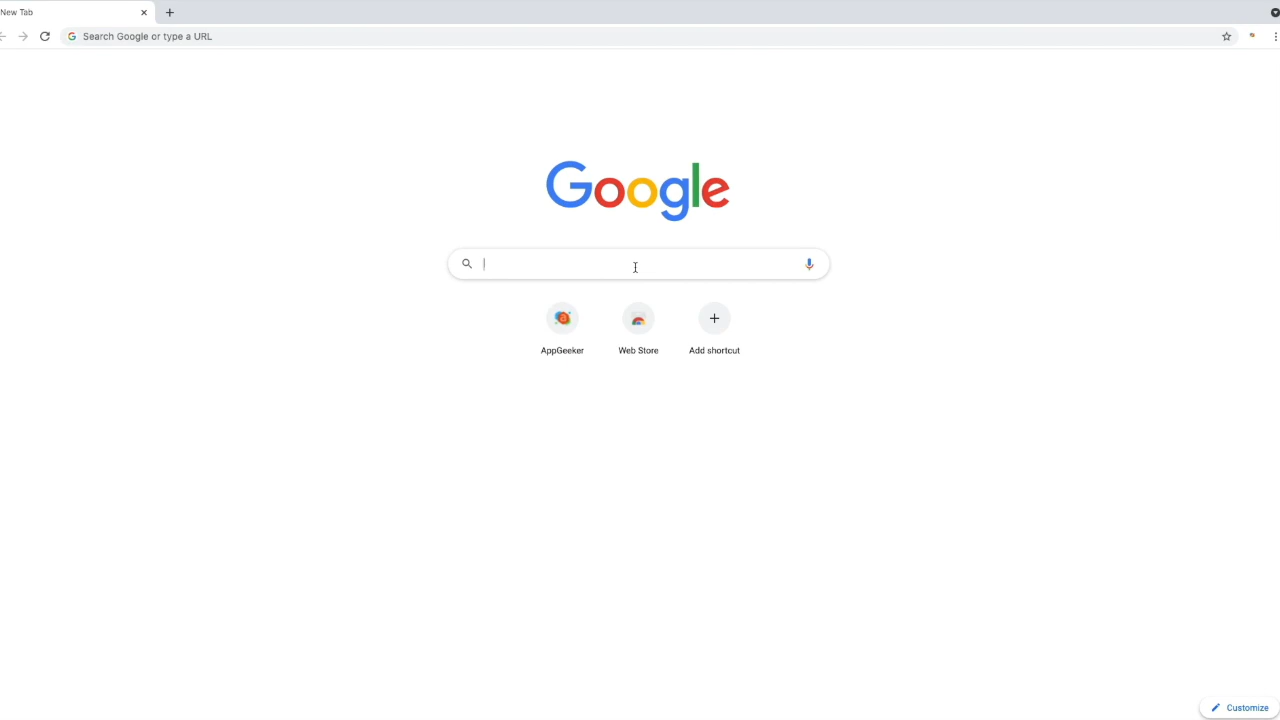 New Tab
Search Google or type a URL
Google
AppGeeker
Web Store
Add shortcut
Customize